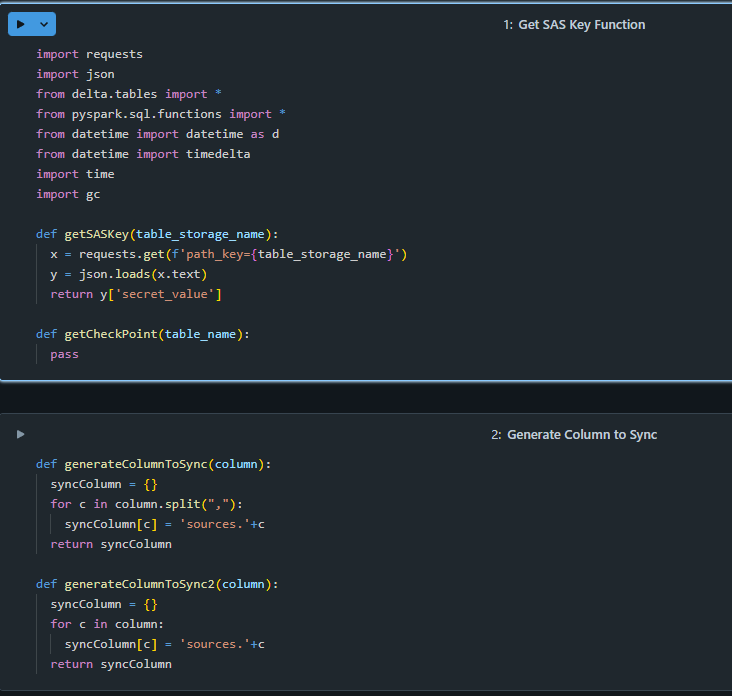 1: Get SAS Key Function
import requests
import json
from delta.tables import *
from pyspark.sql.functions import *
from datetime import datetime as d
from datetime import timedelta
import time
import gc
def getSASKey(table_storage_name):
x = requests.get(f'path_key={table_storage_name}')
y = json.loads(x.text)
return y['secret_value']
def getCheckPoint(table_name):
pass
2: Generate Column to Sync
def generateColumnToSync(column):
syncColumn = {}
for c in column.split(","):
syncColumn[c] = 'sources.'+c
return syncColumn
def generateColumnToSync2(column):
syncColumn = {}
for c in column:
syncColumn[c] = 'sources.'+c
return syncColumn